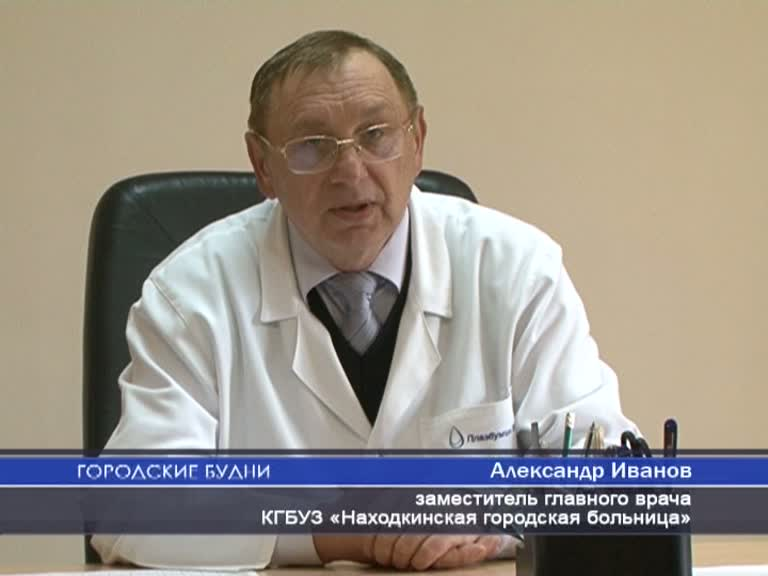 ГОРОДСКИЕ БУДНИ
Александр Иванов
заместитель главного врача
КГБУЗ «Находкинская городская больница»